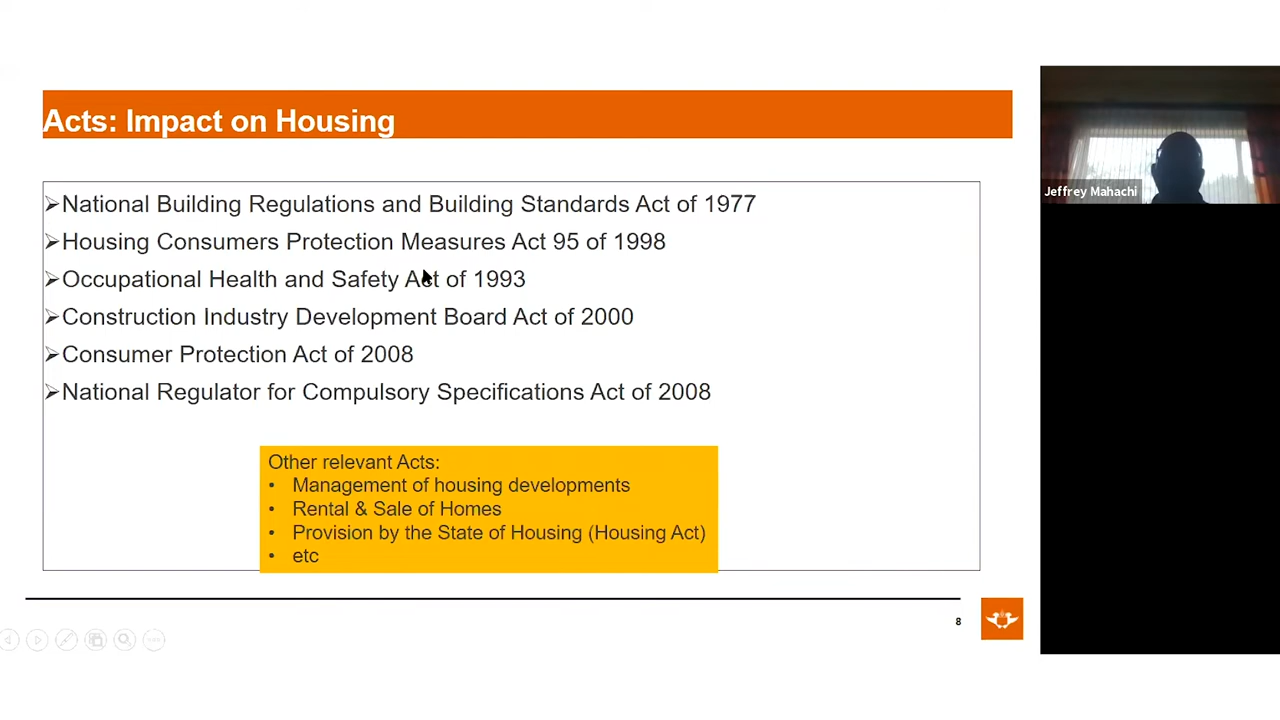 Acts: Impact on Housing
➢National Building Regulations and Building Standards Act of 1977
➢Housing Consumers Protection Measures Act 95 of 1998
➢Occupational Health and Safety Act of 1993
➢Construction Industry Development Board Act of 2000
➢Consumer Protection Act of 2008
➢National Regulator for Compulsory Specifications Act of 2008
Other relevant Acts:
• Management of housing developments
• Rental & Sale of Homes
• Provision by the State of Housing (Housing Act)
• etc
8
Jeffrey Mahachi